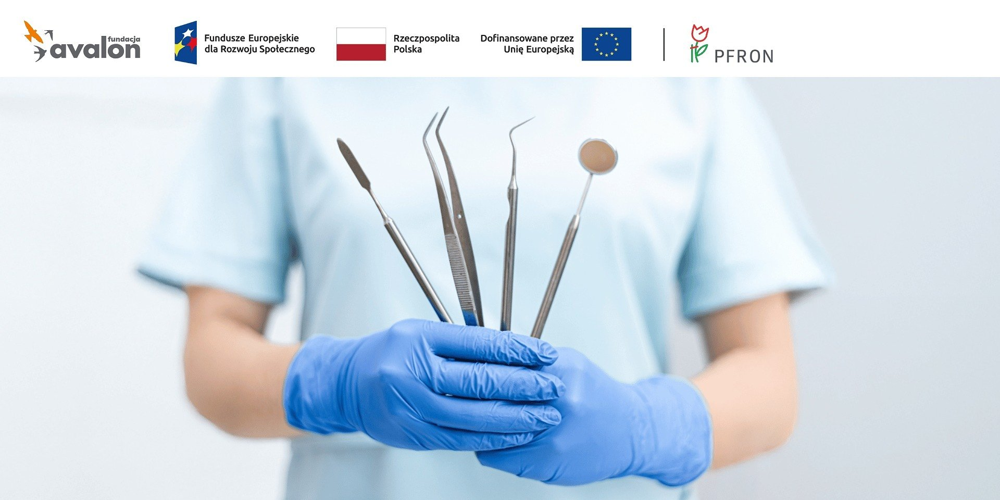 fundacja
avalon
Fundusze Europejskie
dla Rozwoju Społecznego
Rzeczpospolita
Polska
Dofinansowane przez
Unię Europejską
PFRON